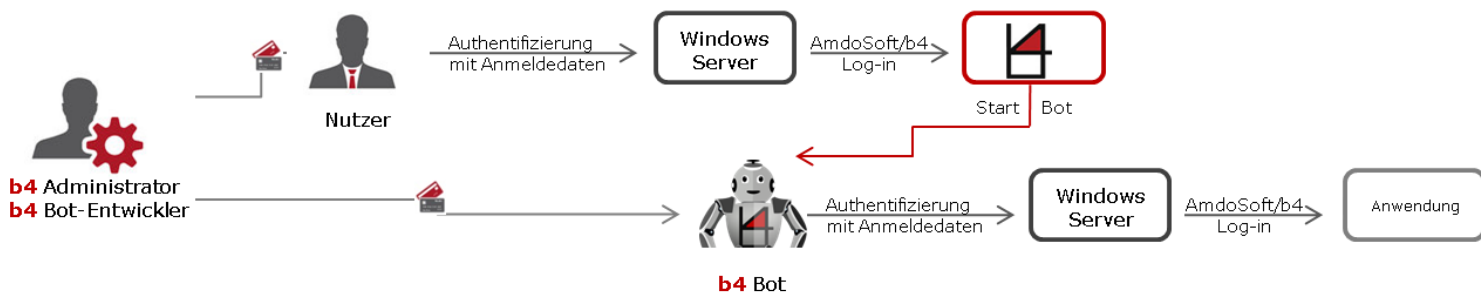 Authentifizierung
mit Anmeldedaten
Windows
Server
AmdoSoft/b4
Log-in
Nutzer
Start Bot
b4 Administrator
b4 Bot-Entwickler
Authentifizierung
mit Anmeldedaten
Windows
Server
AmdoSoft/b4
Log-in
Anwendung
b4 Bot